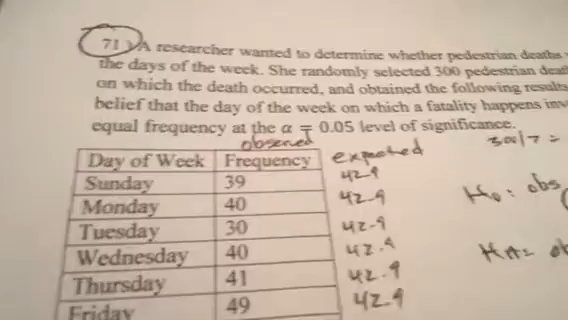 71 A researcher wanted to determine whether pedestrian deaths
the days of the week. She randomly selected 300 pedestrian
on which the death occurred, and obtained the following results
belief that the day of the week on which a fatality happens
equal frequency at the α = 0.05 level of significance.
observed
Day of Week Frequency expected 300/7 =
Sunday 39 42.9
Monday 40 42.9 H₀: obs
Tuesday 30 42.9
Wednesday 40 42.9 HA:
Thursday 41 42.9
Friday 49 42.9